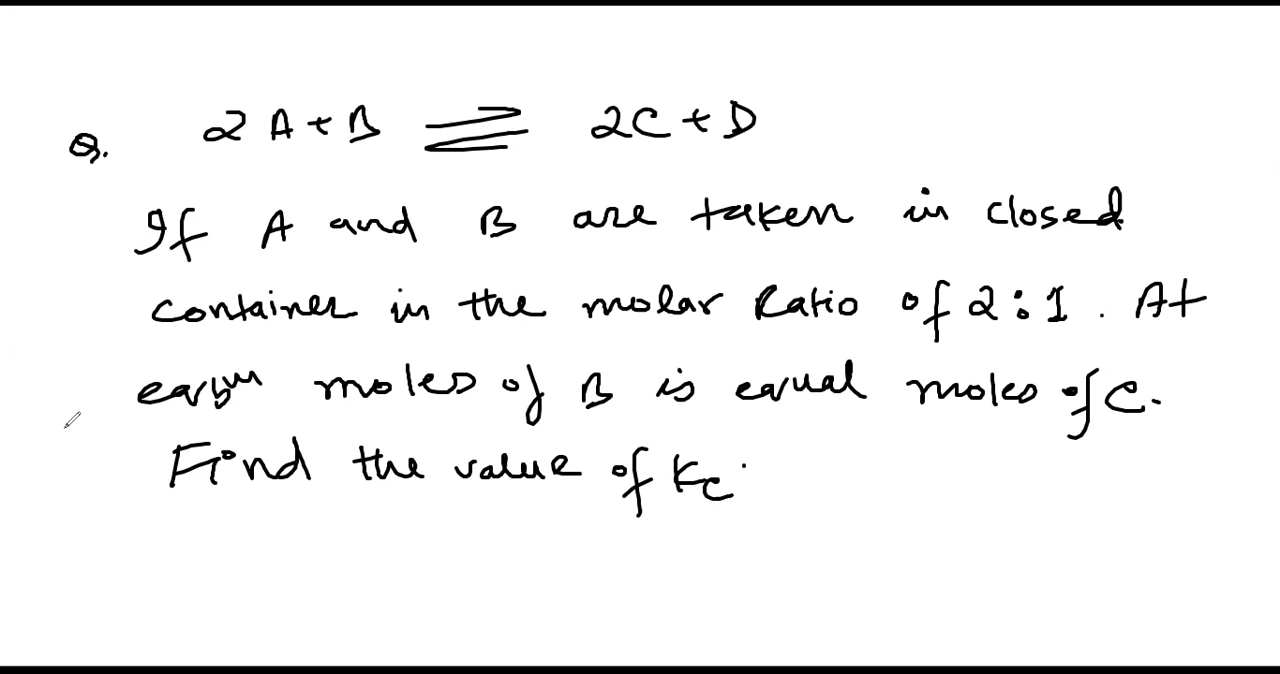 Q. 2A + B ⇌ 2C + D
If A and B are taken in closed
container in the molar Ratio of 2:1. At
eqbm moles of B is equal moles of C.
Find the value of Kc.